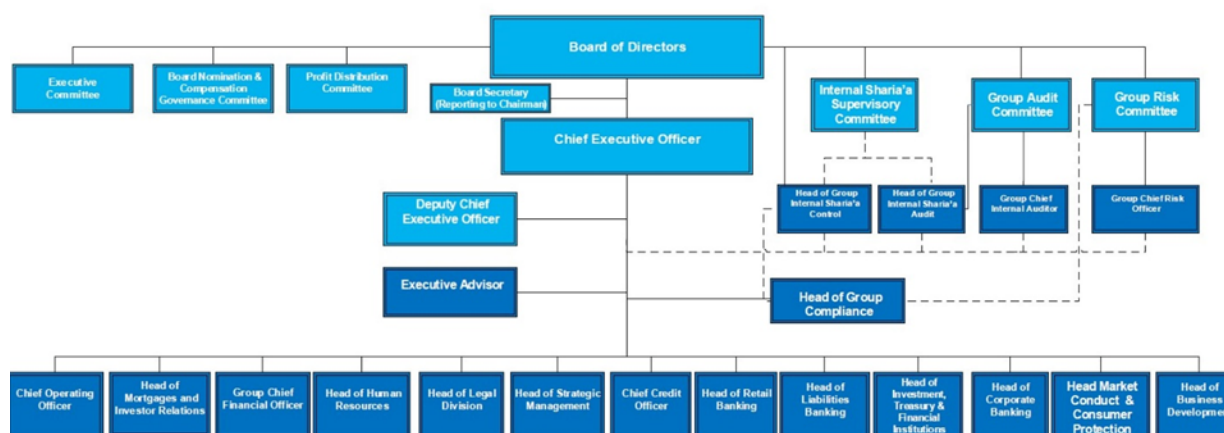 Board of Directors
Executive
Committee
Board Nomination &
Compensation
Governance Committee
Profit Distribution
Committee
Board Secretary
(Reporting to Chairman)
Internal Sharia'a
Supervisory
Committee
Group Audit
Committee
Group Risk
Committee
Chief Executive Officer
Deputy Chief
Executive Officer
Head of Group
Internal Sharia'a
Control
Head of Group
Internal Sharia'a
Audit
Group Chief
Internal Auditor
Group Chief Risk
Officer
Executive Advisor
Head of Group
Compliance
Chief Operating
Officer
Head of
Mortgages and
Investor Relations
Group Chief
Financial Officer
Head of Human
Resources
Head of Legal
Division
Head of Strategic
Management
Chief Credit
Officer
Head of Retail
Banking
Head of
Liabilities
Banking
Head of
Investment,
Treasury &
Financial
Institutions
Head of
Corporate
Banking
Head Market
Conduct &
Consumer
Protection
Head of
Business
Developme